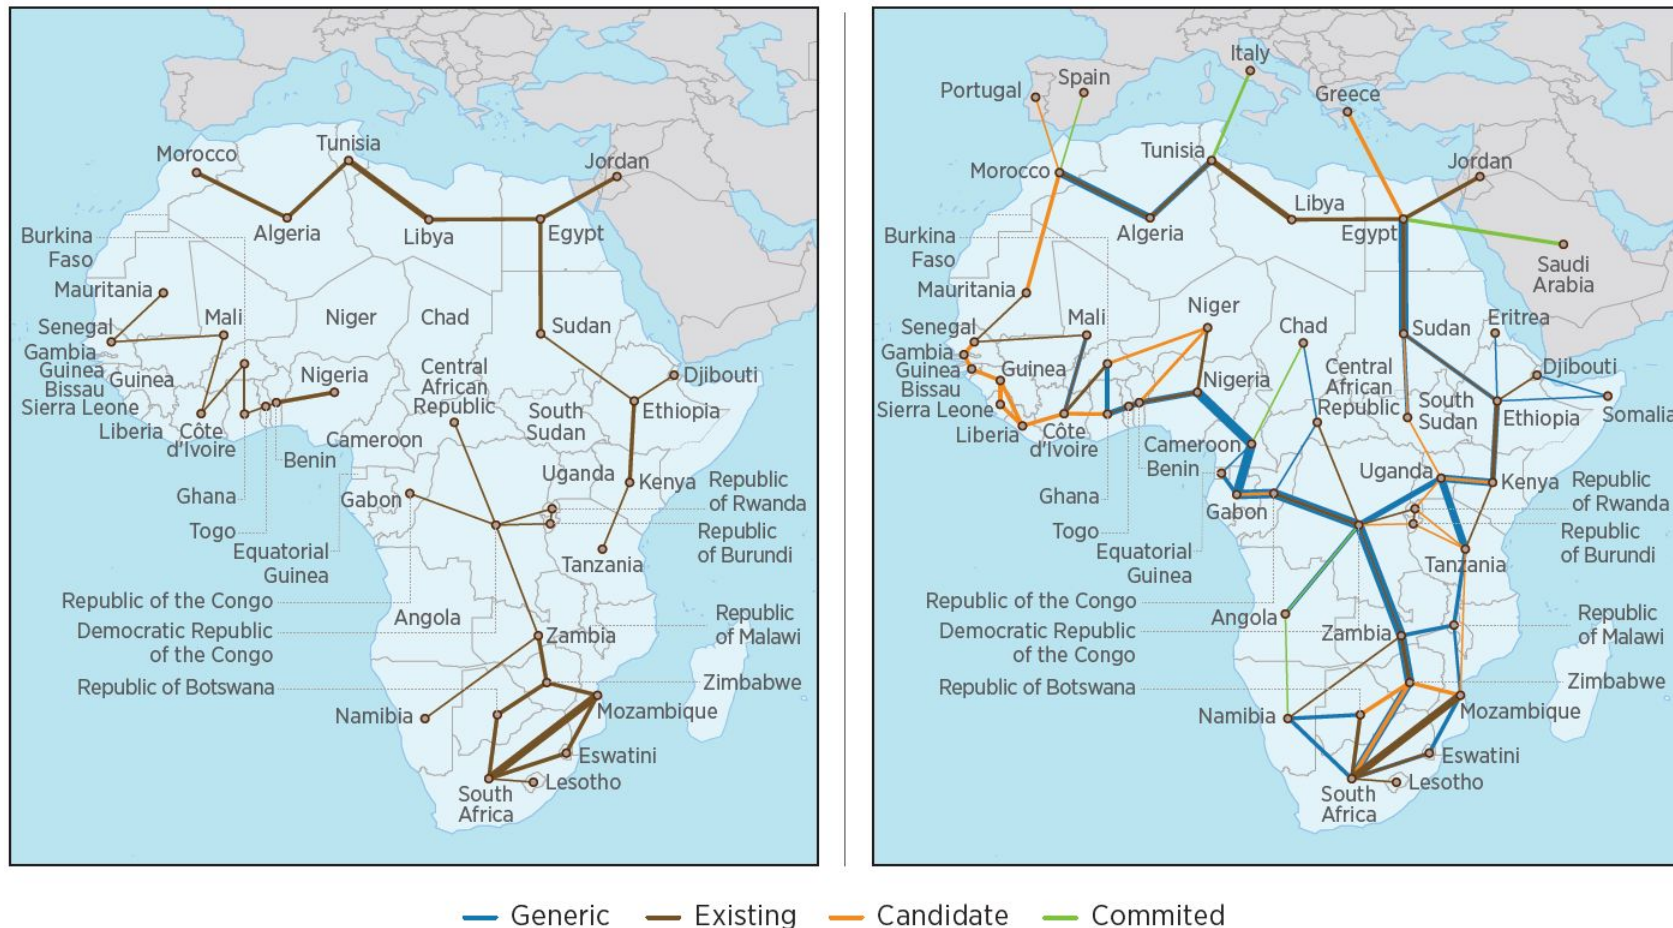 Tunisia
Morocco
Jordan
Algeria
Libya
Egypt
Burkina
Faso
Mauritania
Mali
Niger
Chad
Sudan
Senegal
Gambia
Guinea
Bissau
Guinea
Sierra Leone
Liberia
Côte
d'Ivoire
Nigeria
Central
African
Republic
Djibouti
South
Sudan
Ethiopia
Cameroon
Benin
Uganda
Kenya
Republic
of Rwanda
Ghana
Gabon
Togo
Republic
of Burundi
Equatorial
Guinea
Tanzania
Republic of the Congo
Angola
Republic
of Malawi
Democratic Republic
of the Congo
Zambia
Republic of Botswana
Zimbabwe
Namibia
Mozambique
Eswatini
Lesotho
South
Africa
Italy
Spain
Portugal
Greece
Tunisia
Jordan
Morocco
Libya
Algeria
Egypt
Burkina
Faso
Saudi
Arabia
Mauritania
Niger
Mali
Chad
Sudan
Eritrea
Senegal
Gambia
Guinea
Bissau
Guinea
Sierra Leone
Liberia
Côte
d'Ivoire
Nigeria
Central
African
Republic
Djibouti
South
Sudan
Ethiopia
Somalia
Cameroon
Benin
Uganda
Kenya
Republic
of Rwanda
Ghana
Gabon
Togo
Republic
of Burundi
Equatorial
Guinea
Tanzania
Republic of the Congo
Angola
Republic
of Malawi
Democratic Republic
of the Congo
Zambia
Republic of Botswana
Zimbabwe
Namibia
Mozambique
Eswatini
Lesotho
South
Africa
Generic
Existing
Candidate
Commited